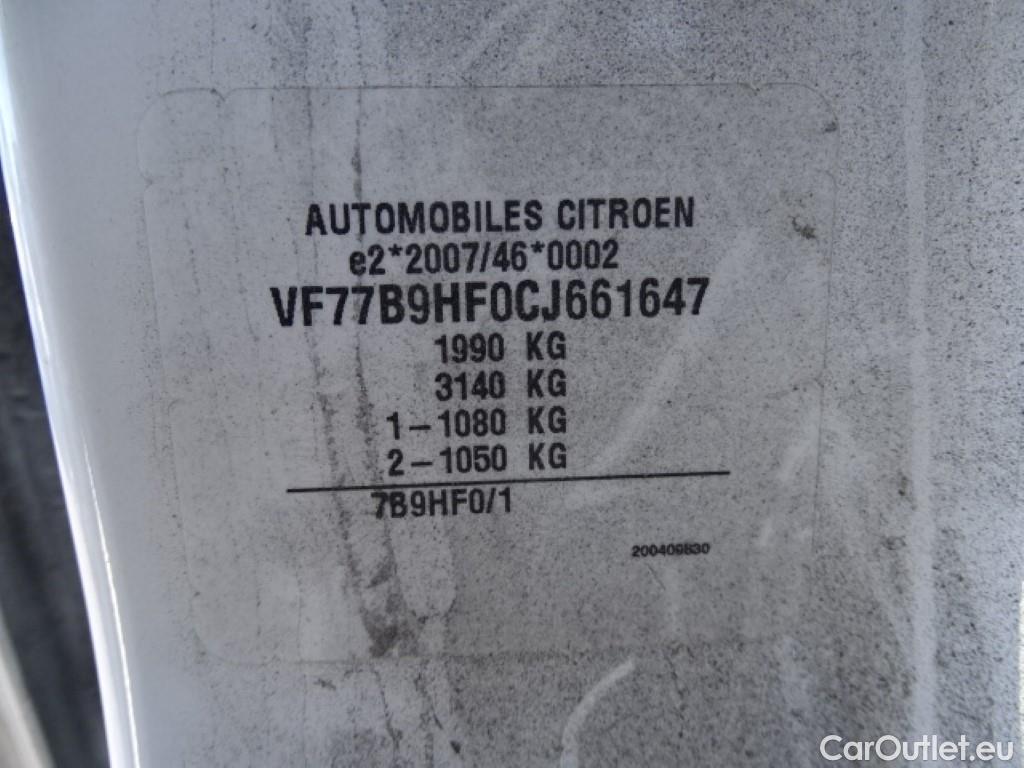 AUTOMOBILES CITROEN
e2*2007/46*0002
VF77B9HF0CJ661647
1990 KG
3140 KG
1-1080 KG
2-1050 KG
7B9HF0/1
200409830
CarOutlet.eu